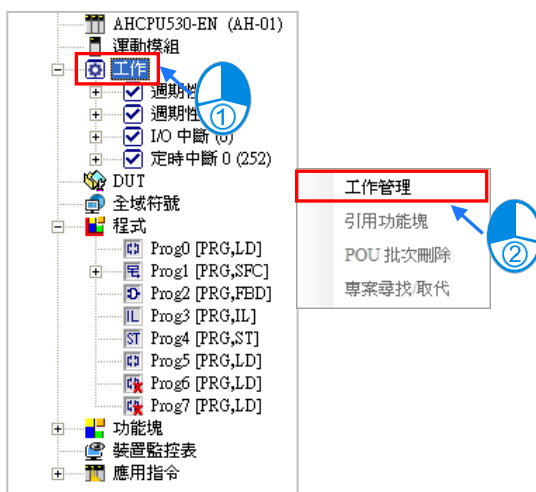 AHCPU530-EN (AH-01)
運動模組
工作
週期性
①
週期性
I/O 中斷
定時中斷 0 (252)
DUT
全域符號
程式
Prog0 [PRG,LD]
Prog1 [PRG,SFC]
Prog2 [PRG,FBD]
IL Prog3 [PRG,IL]
ST Prog4 [PRG,ST]
Prog5 [PRG,LD]
Prog6 [PRG,LD]
Prog7 [PRG,LD]
功能塊
裝置監控表
應用指令
工作管理
引用功能塊
②
POU 批次刪除
專案尋找/取代